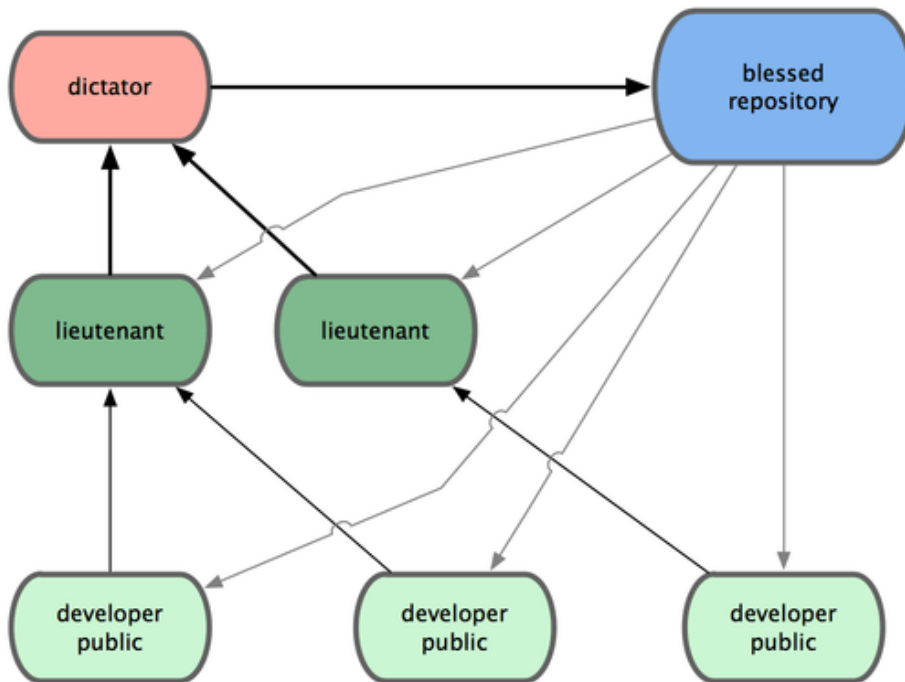 dictator
blessed
repository
lieutenant
lieutenant
developer
public
developer
public
developer
public